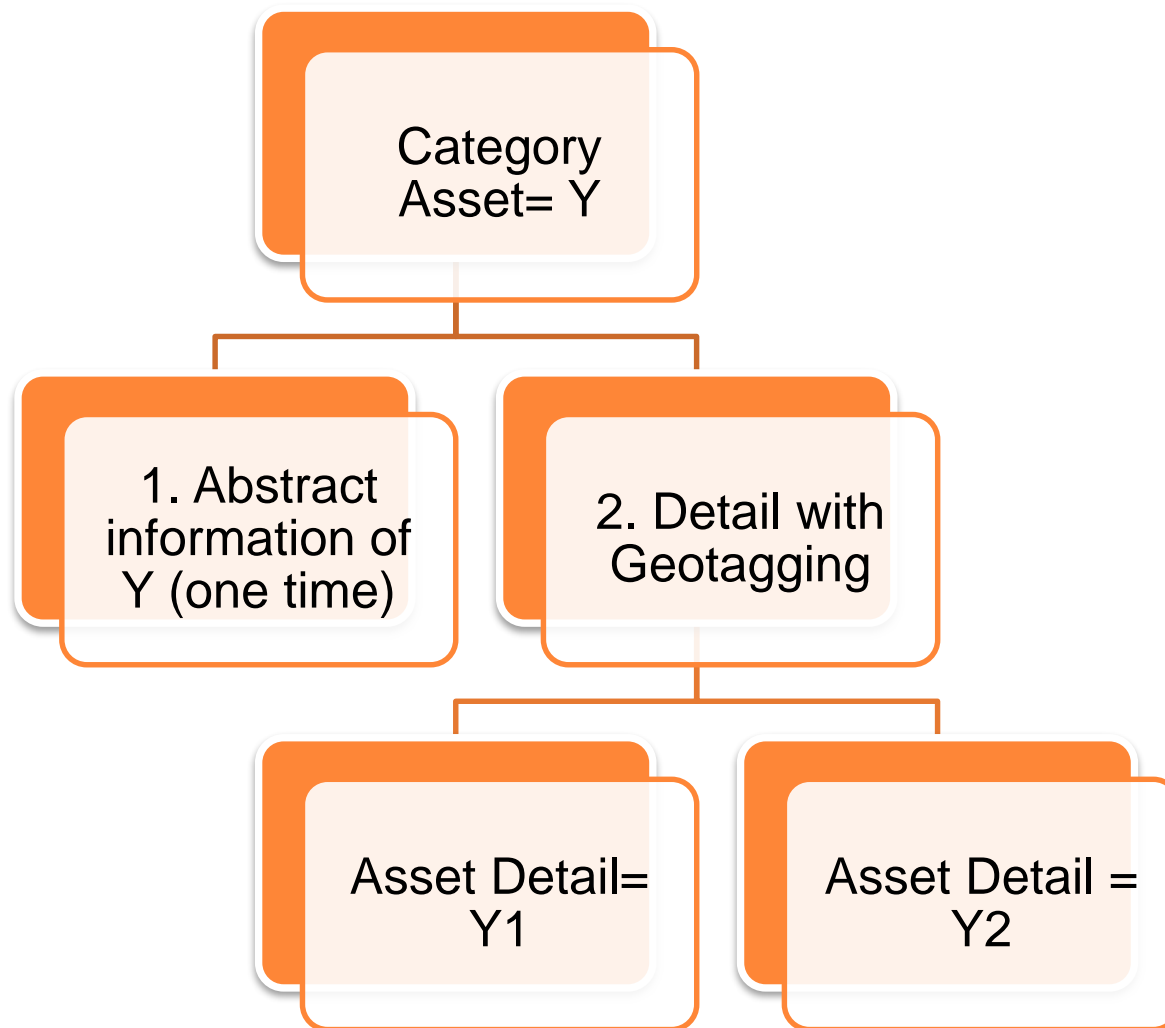 Category
Asset= Y
1. Abstract
information of
Y (one time)
2. Detail with
Geotagging
Asset Detail=
Y1
Asset Detail =
Y2